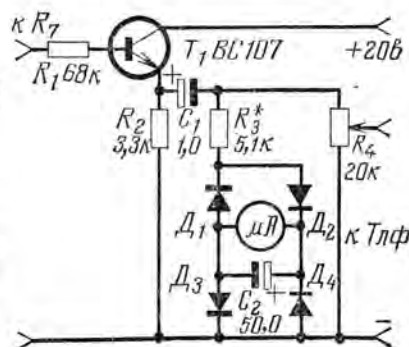 к R7
T1 BC107
+20в
R1 68к
+
R2
3,3к
C1
1,0
R3*
5,1к
R4
20к
Д1
μА
Д2
к Тлф
Д3
Д4
C2
+
50,0
–